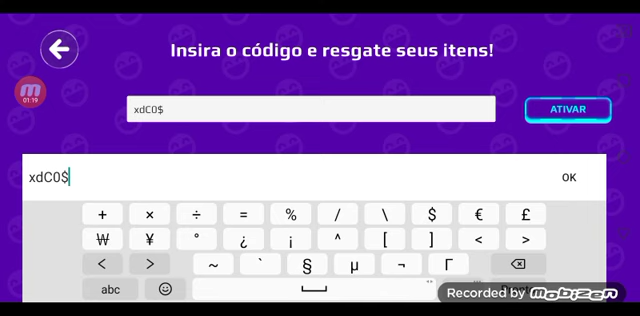 Insira o código e resgate seus itens!
m
01:19
xdC0$
ATIVAR
xdC0$
OK
+ × ÷ = % / \ $ € £
₩ ¥ ° ¿ ¡ ^ [ ] < >
< > ~ ` § µ ¬ Γ
abc
Recorded by mobizen